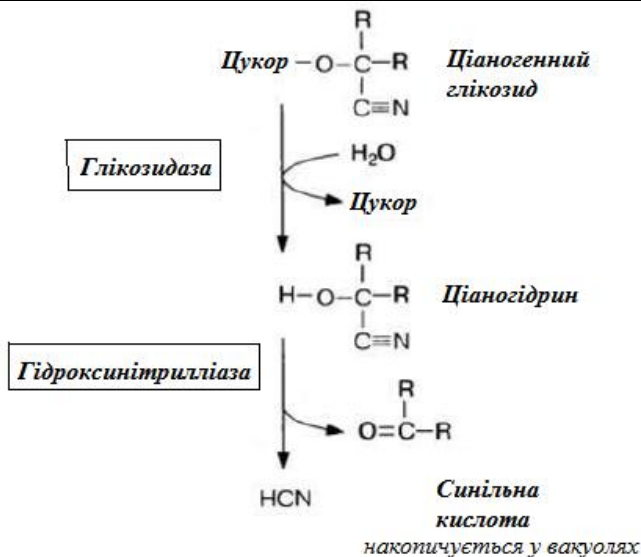 R
Цукор – O – C – R Ціаногенний
глікозид
C≡N
H₂O
Глікозидаза
Цукор
R
H – O – C – R Ціаногідрин
C≡N
Гідроксинітрилліаза
R
O=C–R
HCN
Синільна
кислота
накопичується у вакуолях